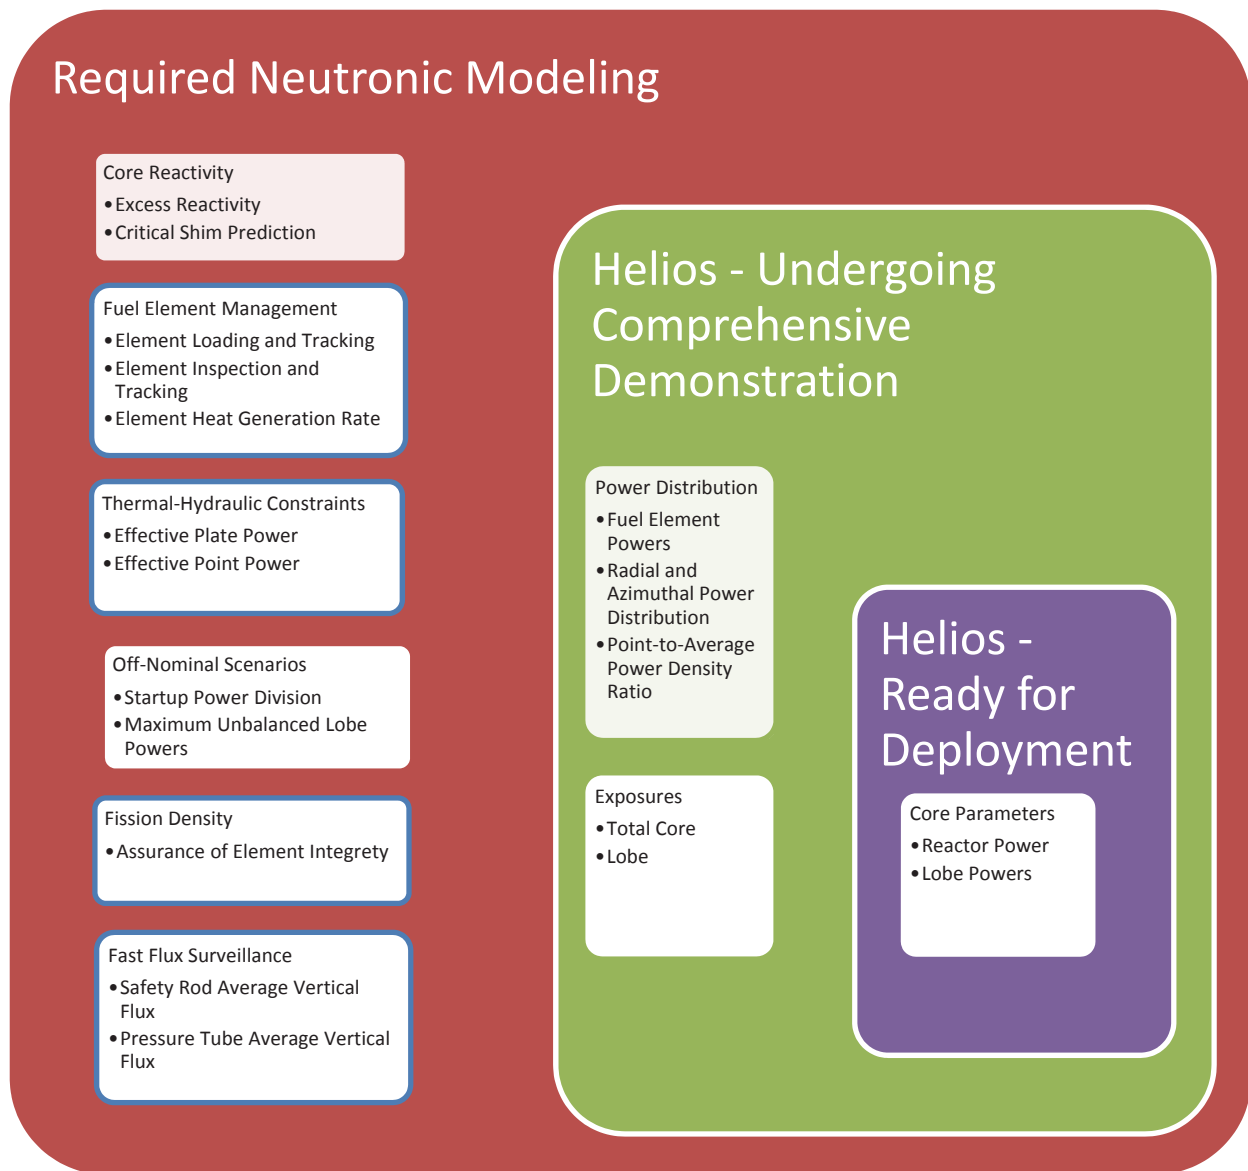 Required Neutronic Modeling
Core Reactivity
•Excess Reactivity
•Critical Shim Prediction
Fuel Element Management
•Element Loading and Tracking
•Element Inspection and
Tracking
•Element Heat Generation Rate
Thermal-Hydraulic Constraints
•Effective Plate Power
•Effective Point Power
Off-Nominal Scenarios
•Startup Power Division
•Maximum Unbalanced Lobe
Powers
Fission Density
•Assurance of Element Integrety
Fast Flux Surveillance
•Safety Rod Average Vertical
Flux
•Pressure Tube Average Vertical
Flux
Helios - Undergoing
Comprehensive
Demonstration
Power Distribution
•Fuel Element
Powers
•Radial and
Azimuthal Power
Distribution
•Point-to-Average
Power Density
Ratio
Exposures
•Total Core
•Lobe
Helios -
Ready for
Deployment
Core Parameters
•Reactor Power
•Lobe Powers